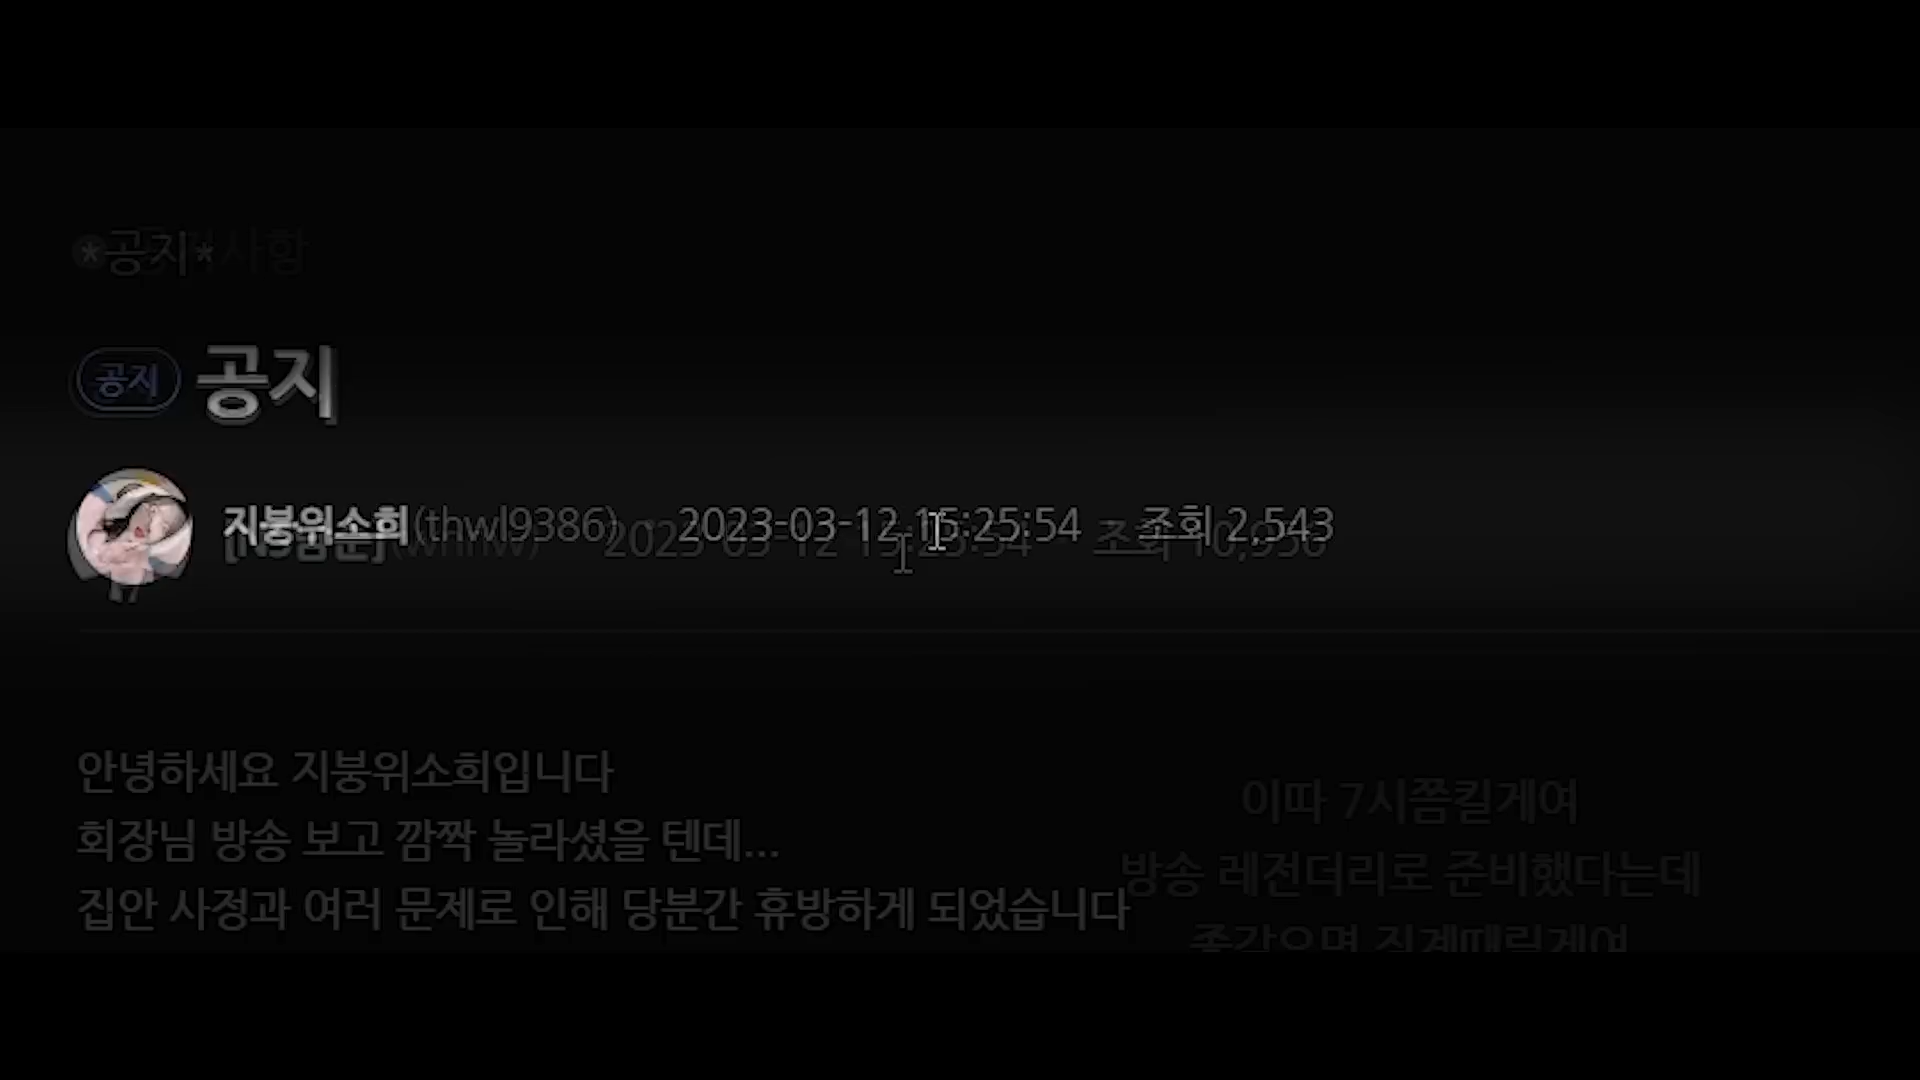 *공지*
공지 공지
지붕위소희(thwl9386) · 2023-03-12 15:25:54 · 조회 2,543
안녕하세요 지붕위소희입니다
회장님 방송 보고 깜짝 놀라셨을 텐데...
집안 사정과 여러 문제로 인해 당분간 휴방하게 되었습니다
이따 7시쯤킬게여
방송 레전더리로 준비했다는데